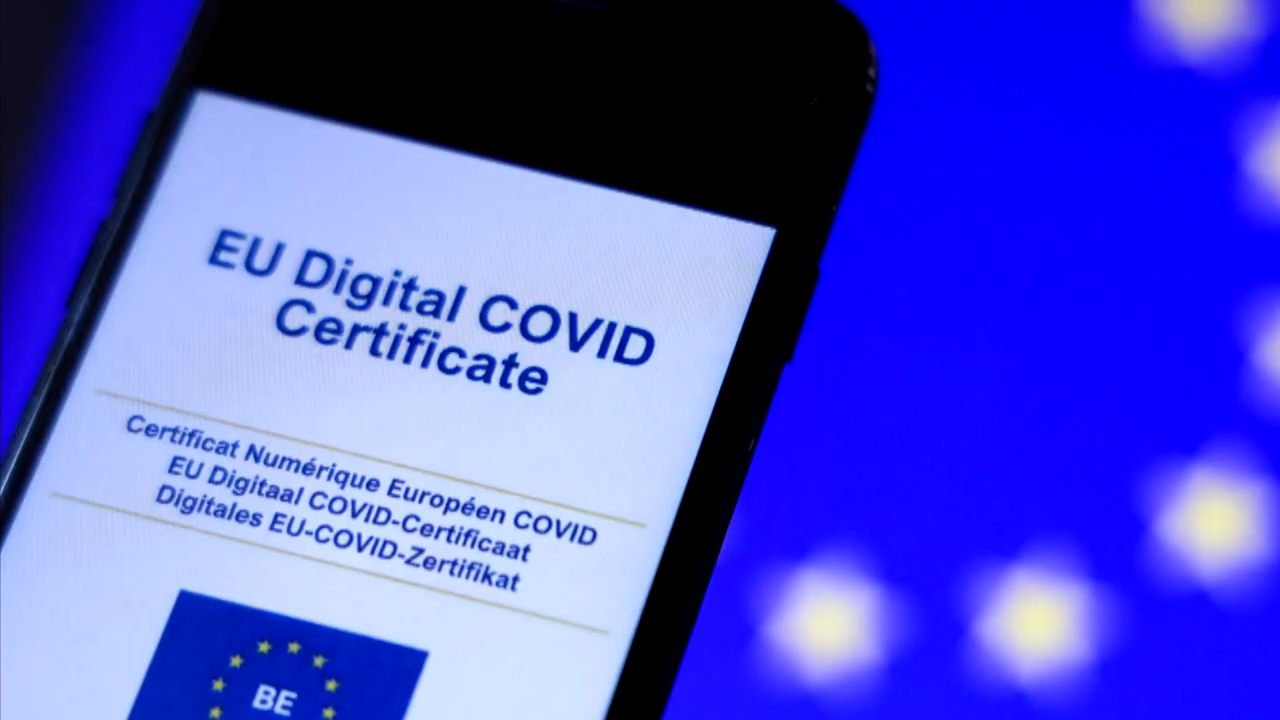 EU Digital COVID
Certificate
Certificat Numérique Européen COVID
EU Digitaal COVID-Certificaat
Digitales EU-COVID-Zertifikat
BE